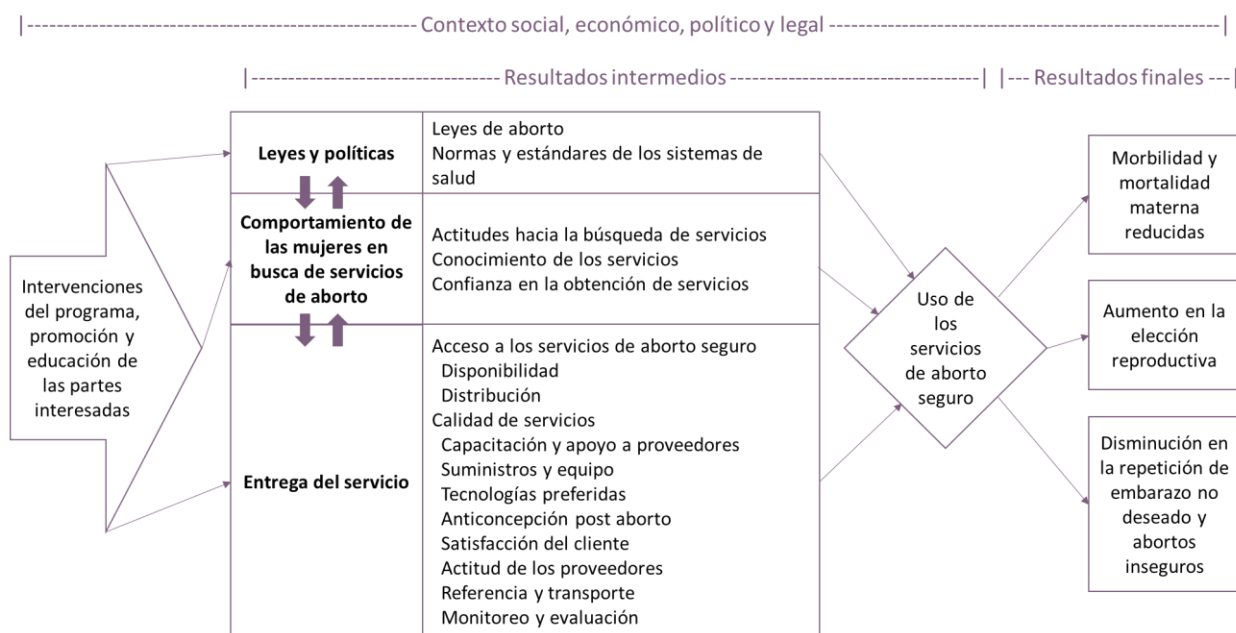 Contexto social, económico, político y legal
Resultados intermedios
Resultados finales
Intervenciones
del programa,
promoción y
educación de
las partes
interesadas
Leyes y políticas
Leyes de aborto
Normas y estándares de los sistemas de
salud
Comportamiento de
las mujeres en
busca de servicios
de aborto
Actitudes hacia la búsqueda de servicios
Conocimiento de los servicios
Confianza en la obtención de servicios
Entrega del servicio
Acceso a los servicios de aborto seguro
Disponibilidad
Distribución
Calidad de servicios
Capacitación y apoyo a proveedores
Suministros y equipo
Tecnologías preferidas
Anticoncepción post aborto
Satisfacción del cliente
Actitud de los proveedores
Referencia y transporte
Monitoreo y evaluación
Uso de
los
servicios
de aborto
seguro
Morbilidad y
mortalidad
materna
reducidas
Aumento en la
elección
reproductiva
Disminución en
la repetición de
embarazo no
deseado y
abortos
inseguros